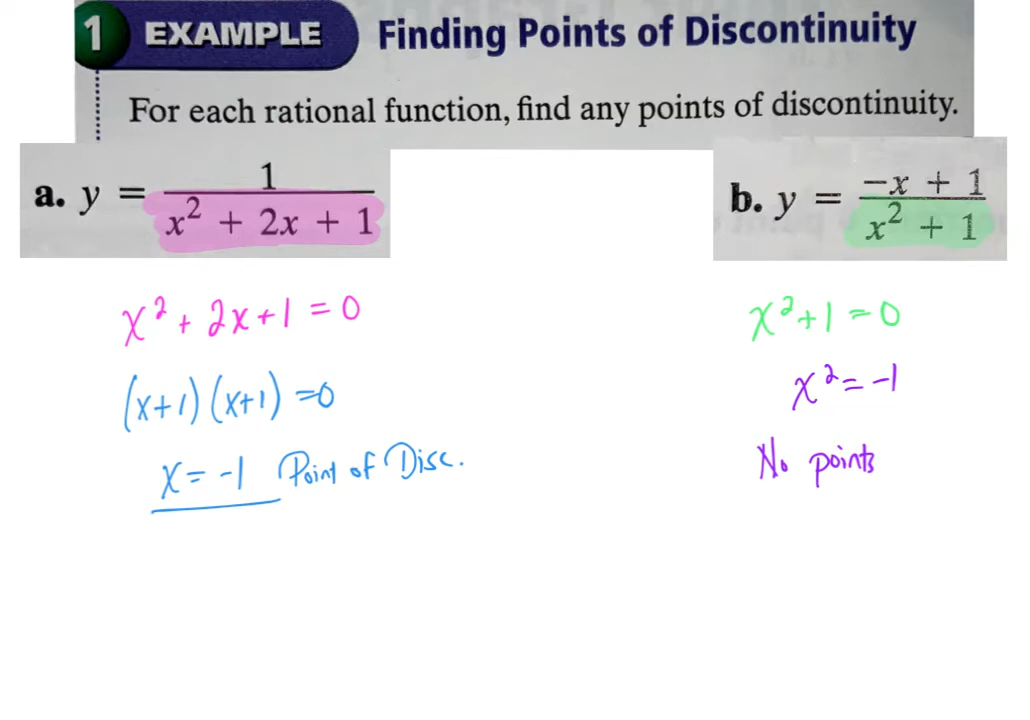 1 EXAMPLE Finding Points of Discontinuity
For each rational function, find any points of discontinuity.
a. y = 1 / (x² + 2x + 1)
b. y = (−x + 1) / (x² + 1)
x² + 2x + 1 = 0
(x+1)(x+1) = 0
x = -1 Point of Disc.
x² + 1 = 0
x² = -1
No points